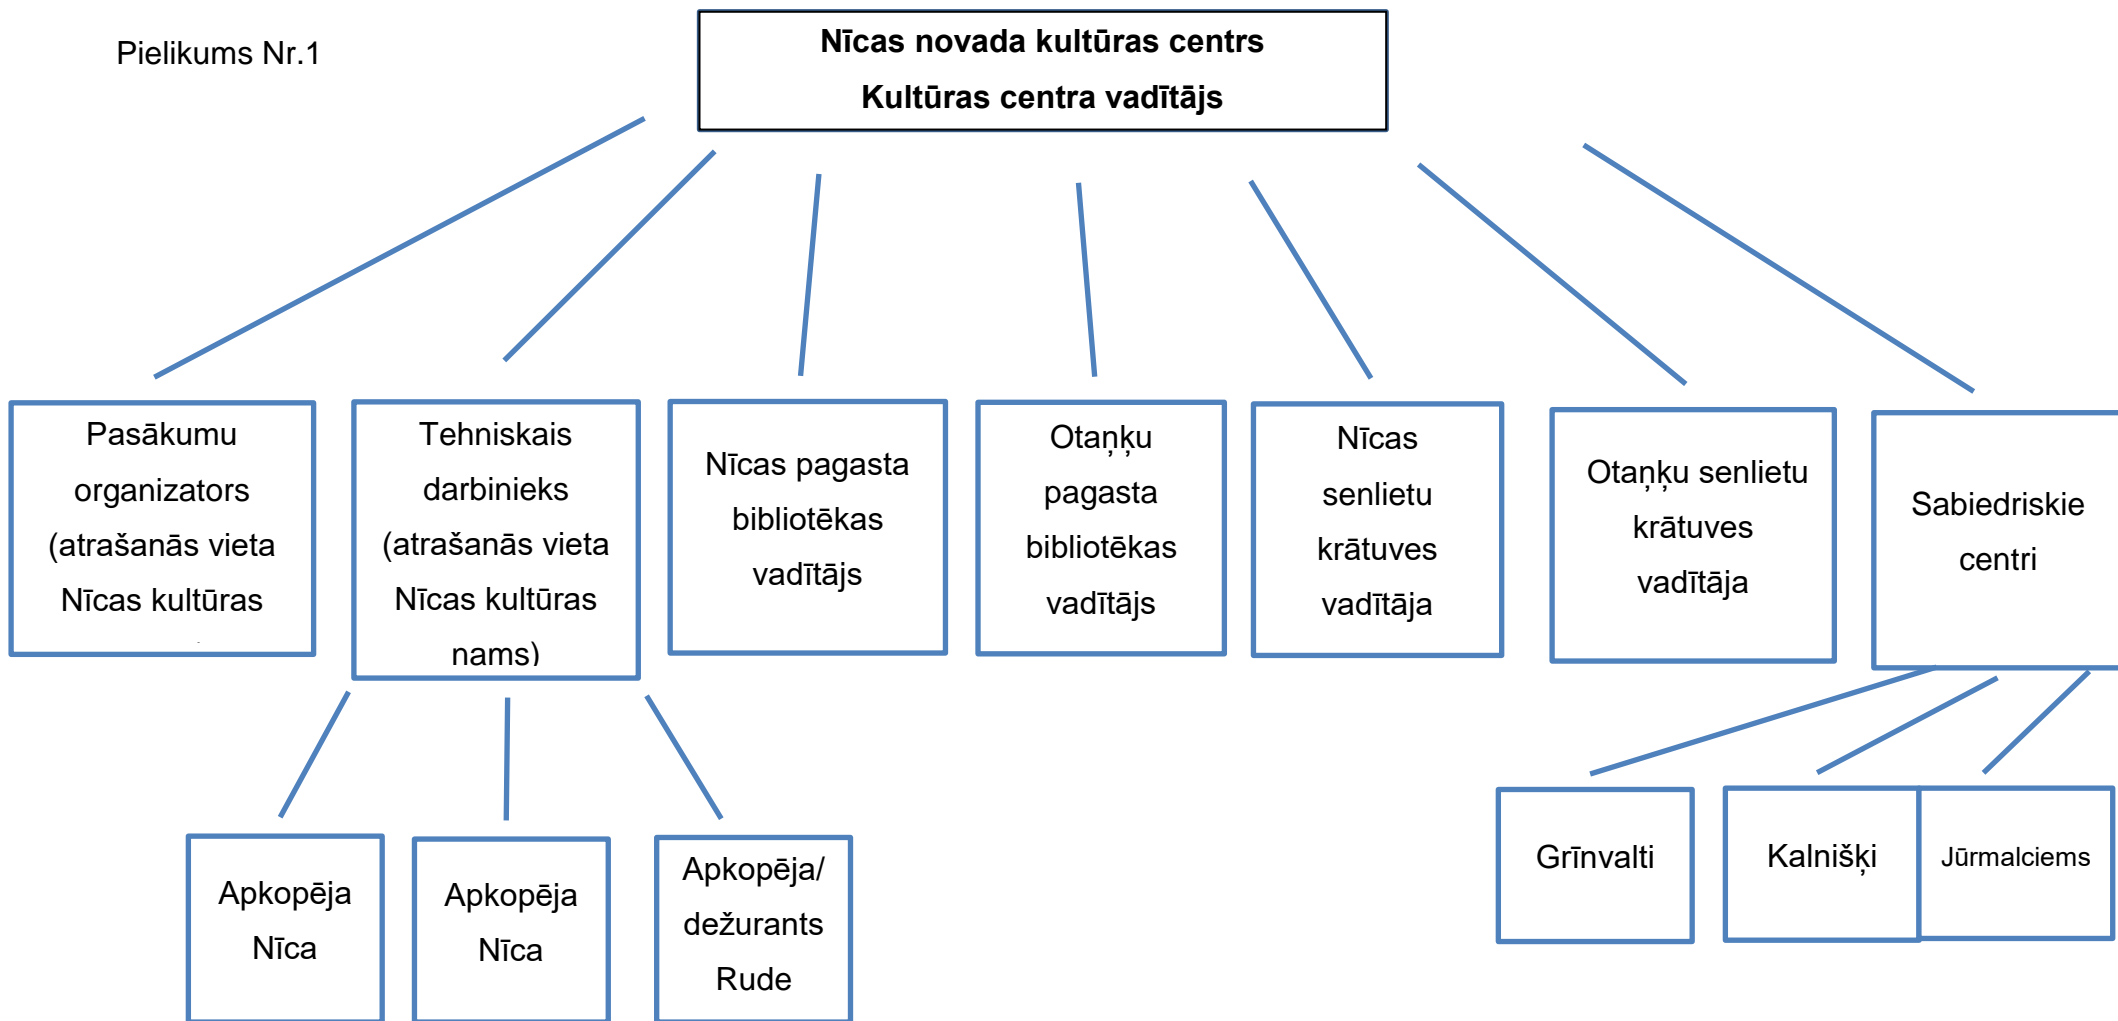 Pielikums Nr.1
Nīcas novada kultūras centrs
Kultūras centra vadītājs
Pasākumu
organizators
(atrašanās vieta
Nīcas kultūras
Tehniskais
darbinieks
(atrašanās vieta
Nīcas kultūras
nams)
Nīcas pagasta
bibliotēkas
vadītājs
Otaņķu
pagasta
bibliotēkas
vadītājs
Nīcas
senlietu
krātuves
vadītāja
Otaņķu senlietu
krātuves
vadītāja
Sabiedriskie
centri
Apkopēja
Nīca
Apkopēja
Nīca
Apkopēja/
dežurants
Rude
Grīnvalti
Kalnišķi
Jūrmalciems